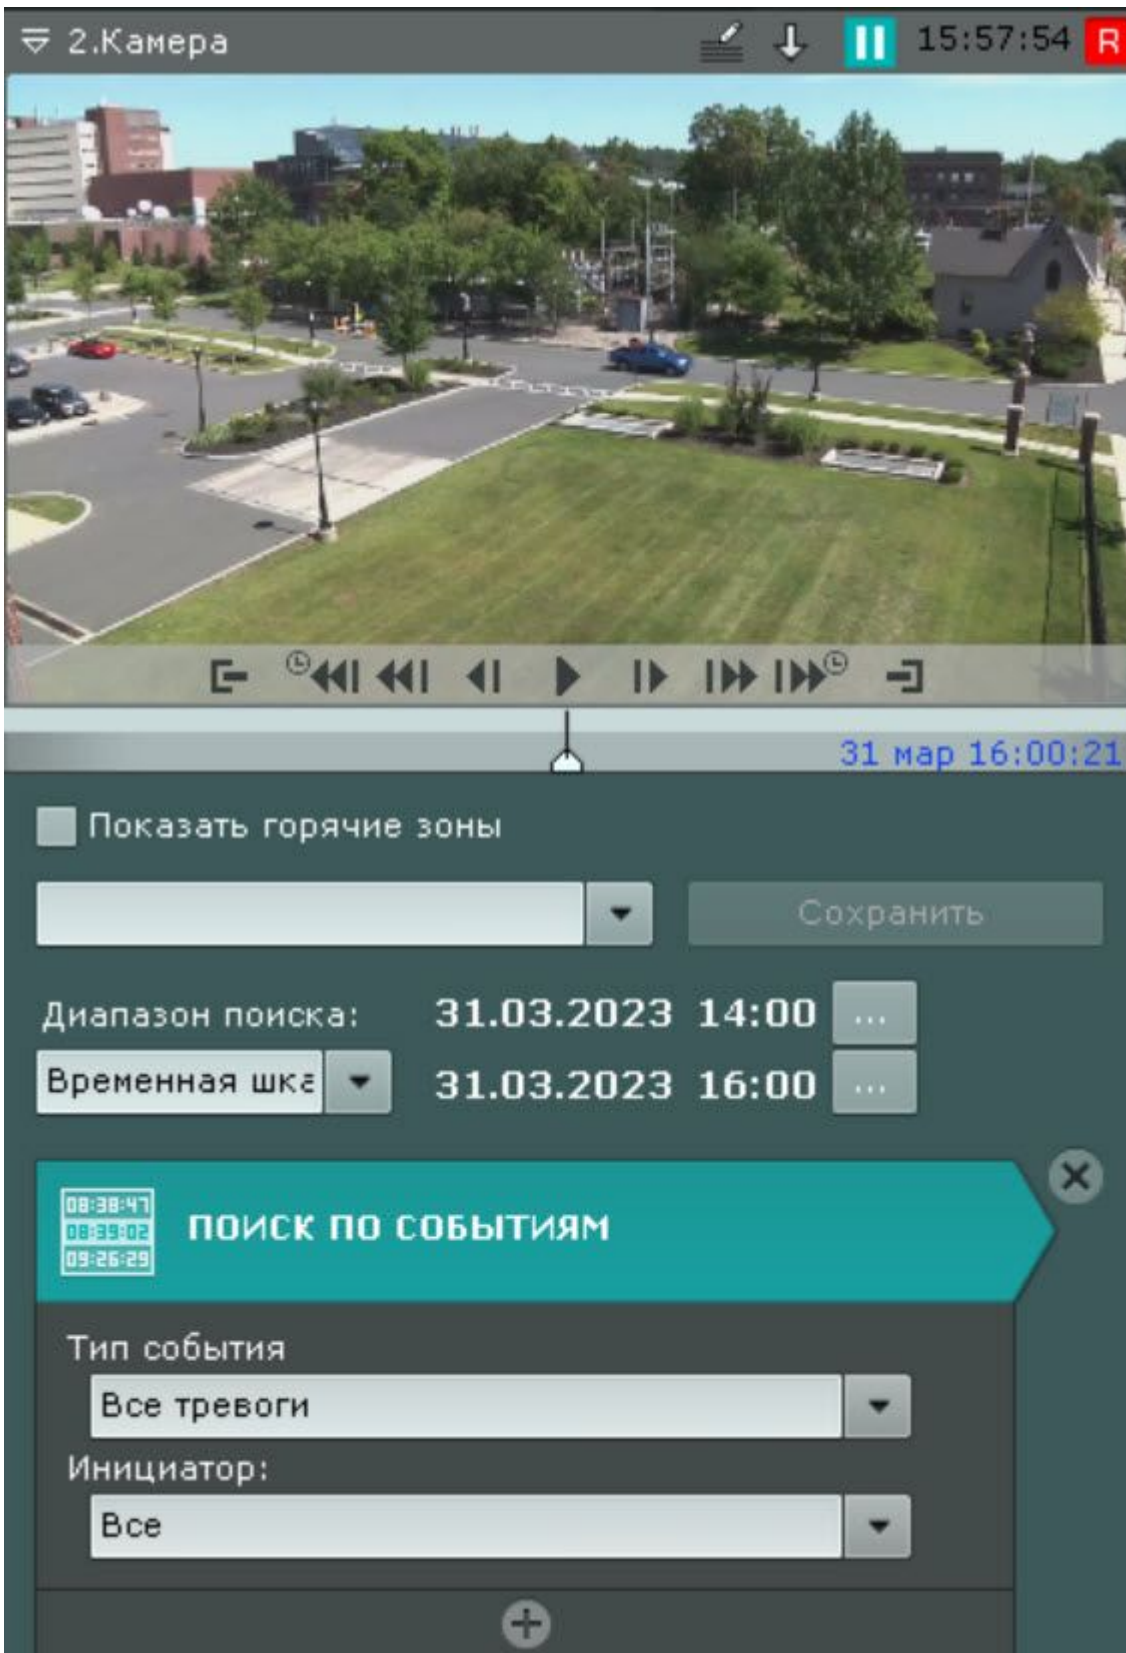 2.Камера 15:57:54 R
31 мар 16:00:21
Показать горячие зоны
Сохранить
Диапазон поиска: 31.03.2023 14:00 ...
Временная шка 31.03.2023 16:00 ...
08:38:47
08:39:02
09:26:29
ПОИСК ПО СОБЫТИЯМ
Тип события
Все тревоги
Инициатор:
Все